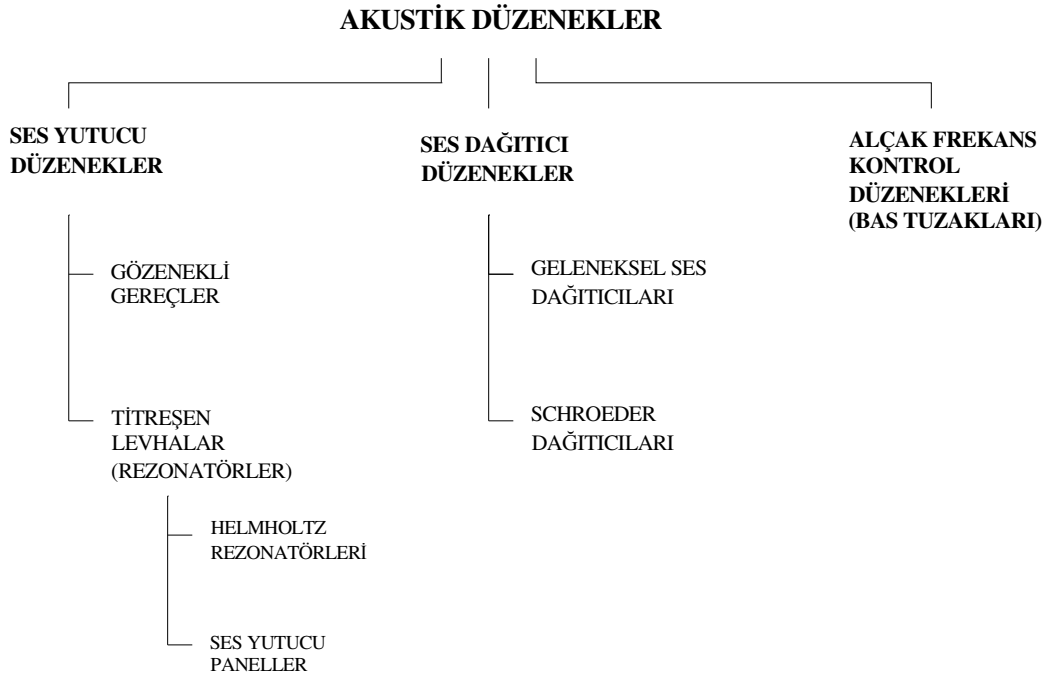 AKUSTİK DÜZENEKLER
SES YUTUCU
DÜZENEKLER
GÖZENEKLİ
GEREÇLER
TİTREŞEN
LEVHALAR
(REZONATÖRLER)
HELMHOLTZ
REZONATÖRLERİ
SES YUTUCU
PANELLER
SES DAĞITICI
DÜZENEKLER
GELENEKSEL SES
DAĞITICILARI
SCHROEDER
DAĞITICILARI
ALÇAK FREKANS
KONTROL
DÜZENEKLERİ
(BAS TUZAKLARI)